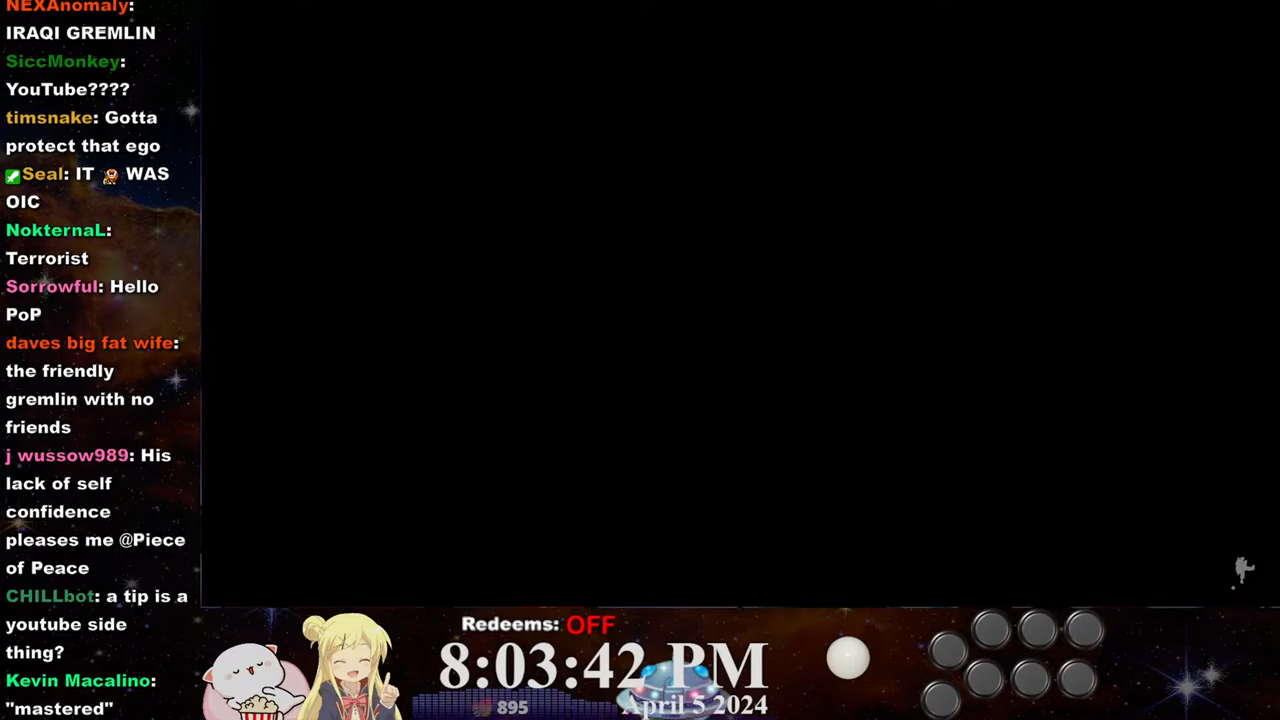 NEXAnomaly:
IRAQI GREMLIN
SiccMonkey:
YouTube????
timsnake: Gotta
protect that ego
Seal: IT WAS
OIC
NokternaL:
Terrorist
Sorrowful: Hello
PoP
daves big fat wife:
the friendly
gremlin with no
friends
j wussow989: His
lack of self
confidence
pleases me @Piece
of Peace
CHILLbot: a tip is a
youtube side
thing?
Kevin Macalino:
"mastered"
Redeems: OFF
8:03:42 PM
895
April 5 2024